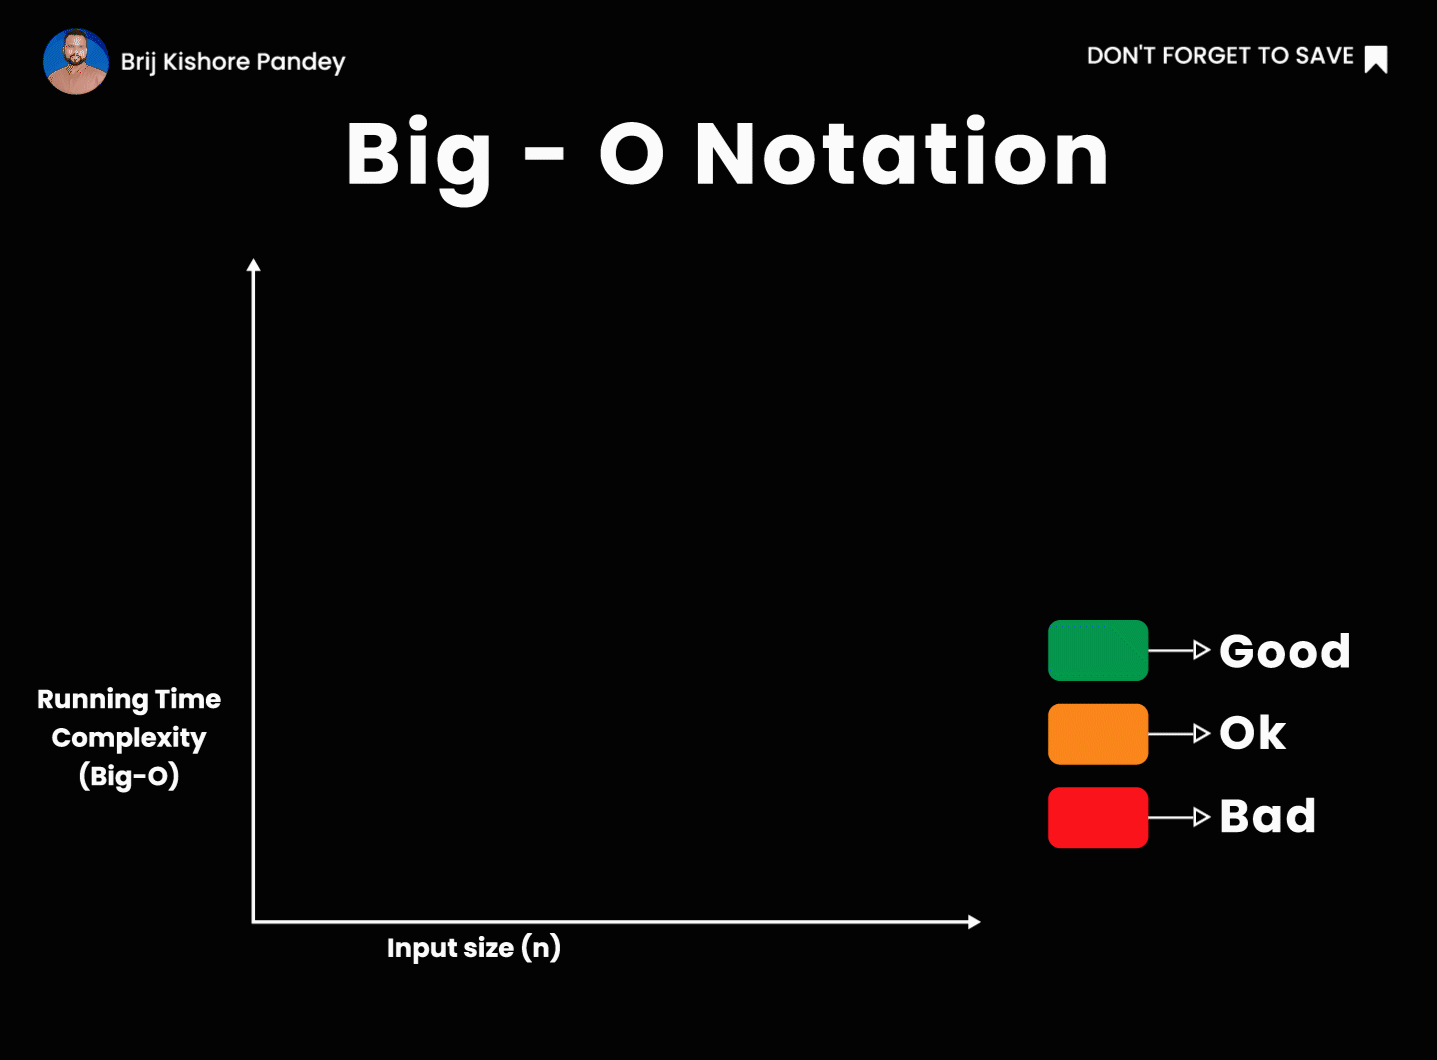 Brij Kishore Pandey
DON'T FORGET TO SAVE
Big - O Notation
Running Time
Complexity
(Big-O)
Good
Ok
Bad
Input size (n)